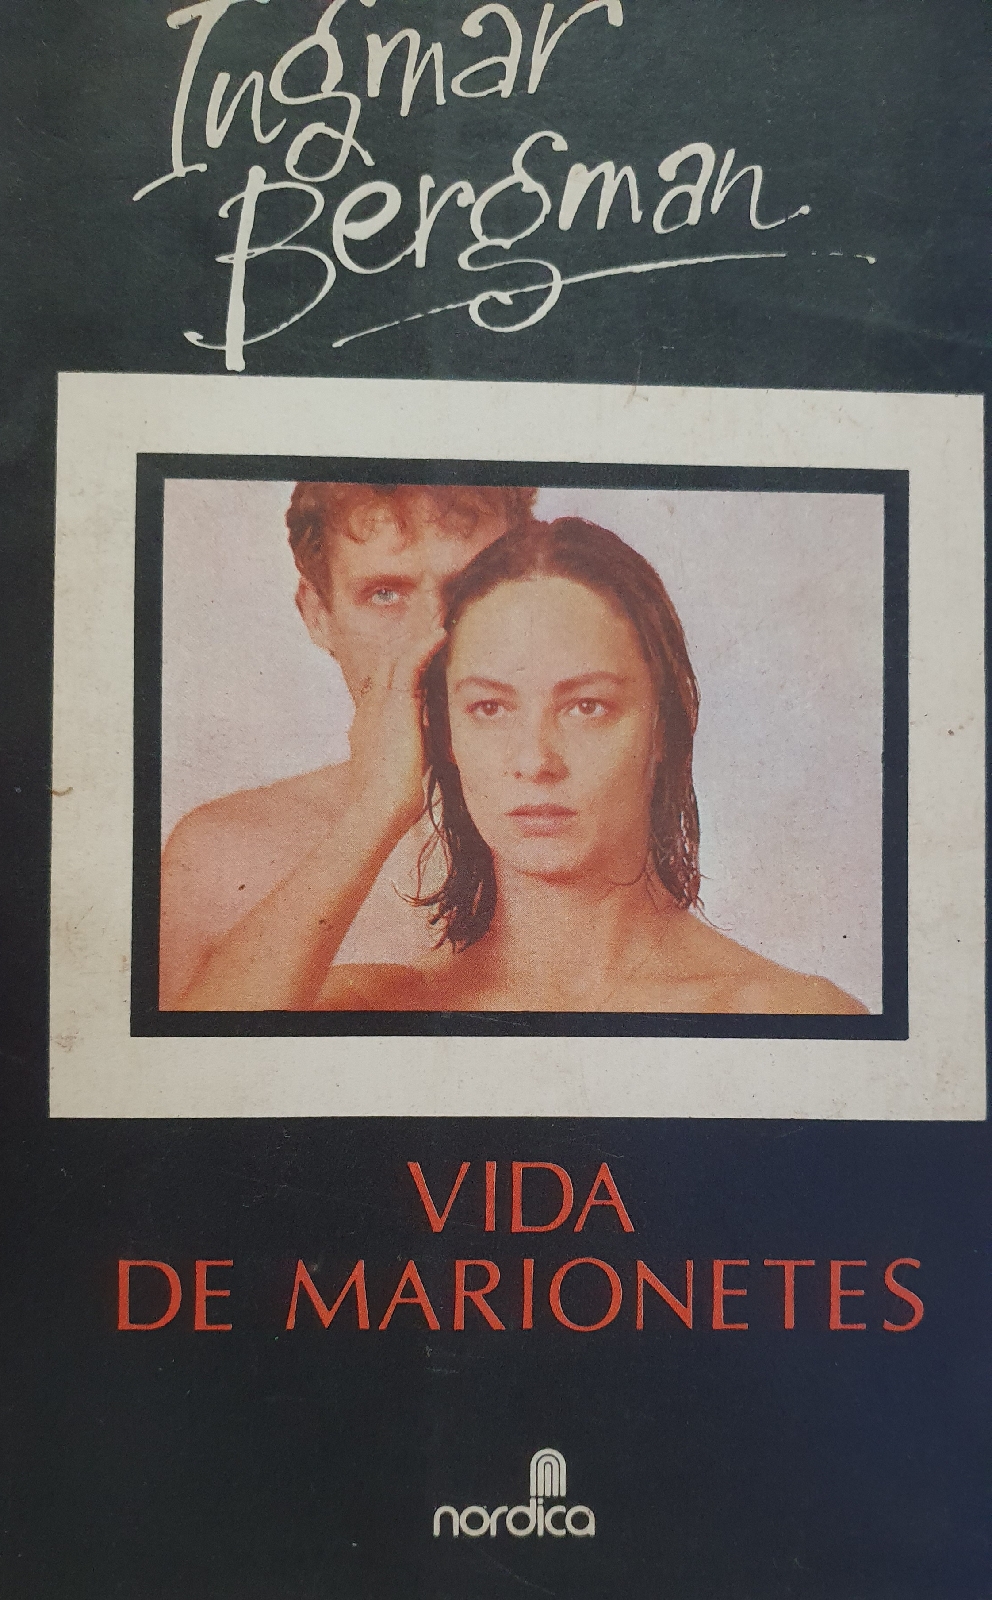 Ingmar
Bergman
VIDA
DE MARIONETES
nordica